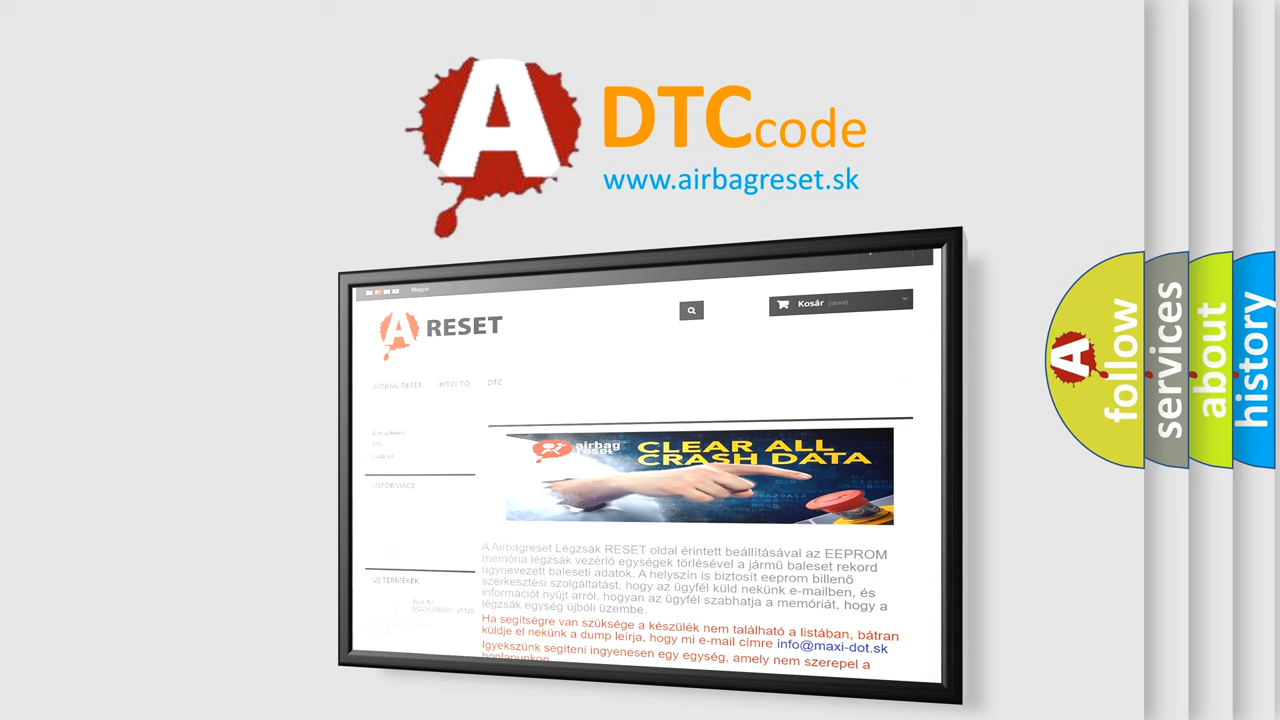 A
DTCcode
www.airbagreset.sk
Magyar
A RESET
Kosár (üres)
AIRBAG RESET HOW TO DTC
INFORMACE
airbag
reset
CLEAR ALL
CRASH DATA
ÚJ TERMÉKEK
A Airbagreset Légzsák RESET oldal érintett beállításával az EEPROM
memória légzsák vezérlő egységek törlésével a jármű baleset rekord
úgynevezett baleseti adatok. A helyszín is biztosít eeprom billenő
szerkesztési szolgáltatást, hogy az ügyfél küld nekünk e-mailben, és
információt nyújt arról, hogyan az ügyfél szabhatja a memóriát, hogy a
légzsák egység újbóli üzembe.
Ha segítségre van szüksége a készülék nem található a listában, bátran
küldje el nekünk a dump leírja, hogy mi e-mail címre info@maxi-dot.sk
Igyekszünk segíteni ingyenesen egy egység, amely nem szerepel a
honlapunkon
A
follow
services
about
history